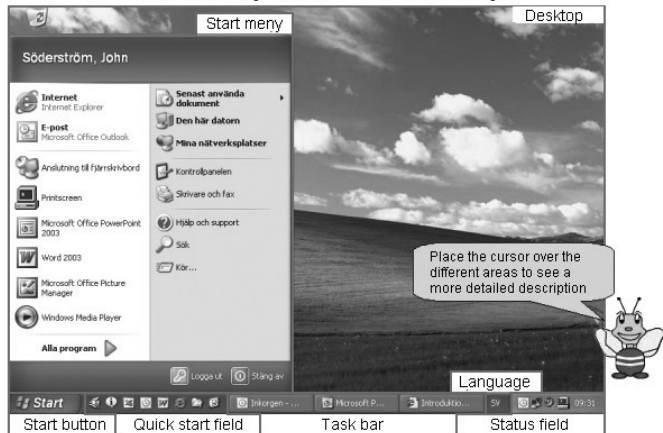 Start meny
Desktop
Söderström, John
Internet
Internet Explorer
E-post
Microsoft Office Outlook
Anslutning till fjärrskrivbord
Printscreen
Microsoft Office PowerPoint
2003
Word 2003
Microsoft Office Picture
Manager
Windows Media Player
Alla program
Senast använda
dokument
Den här datorn
Mina nätverksplatser
Kontrollpanelen
Skrivare och fax
Hjälp och support
Sök
Kör...
Logga ut
Stäng av
Place the cursor over the
different areas to see a
more detailed description
Language
Start
Inkorgen - ...
Microsoft P...
Introduktio...
SV
09:31
Start button
Quick start field
Task bar
Status field